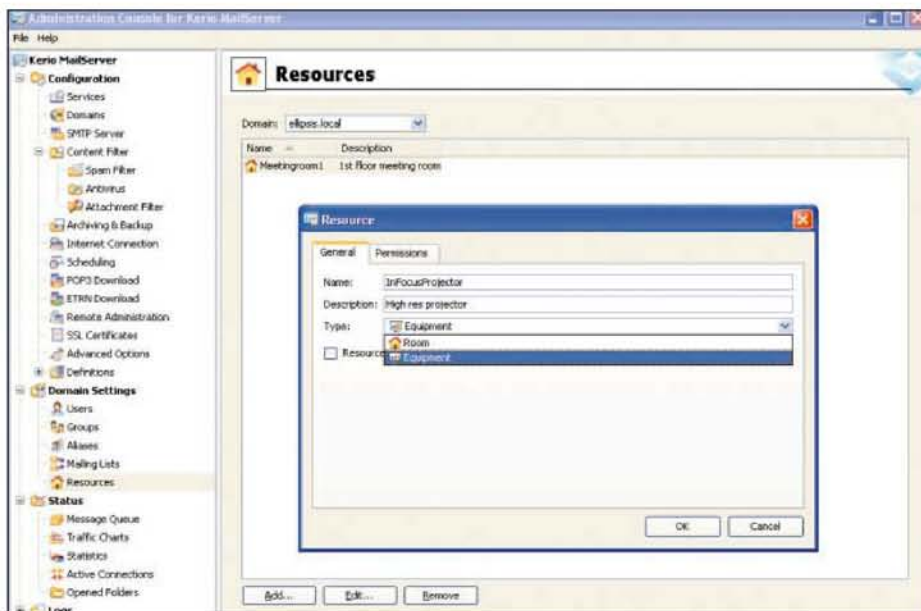 Administration Console for Kerio MailServer
File Help
Kerio MailServer
Configuration
Services
Domains
SMTP Server
Content Filter
Spam Filter
Antivirus
Attachment Filter
Archiving & Backup
Internet Connection
Scheduling
POP3 Download
ETRN Download
Remote Administration
SSL Certificates
Advanced Options
Definitions
Domain Settings
Users
Groups
Aliases
Mailing Lists
Resources
Status
Message Queue
Traffic Charts
Statistics
Active Connections
Opened Folders
Logs
Resources
Domain: ellipsis.local
Name Description
Meetingroom1 1st floor meeting room
Resource
General Permissions
Name: InFocusProjector
Description: High res projector
Type: Equipment
Room
Resource
Equipment
OK Cancel
Add... Edit... Remove